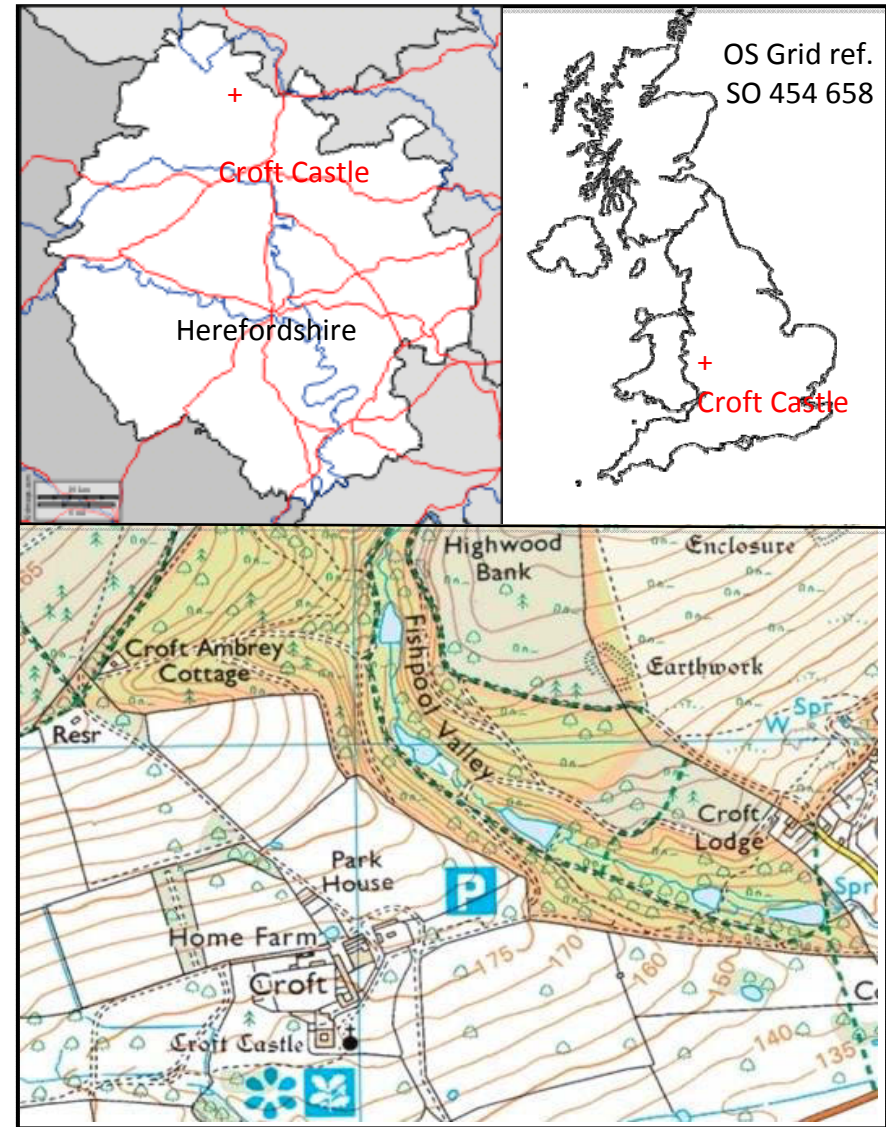 +
Croft Castle
Herefordshire
OS Grid ref.
SO 454 658
+
Croft Castle
Highwood
Bank
Enclosure
Croft Ambrey
Cottage
Fishpool Valley
Earthwork
Spr
W
Resr
Croft
Lodge
Park
House
P
Spr
Home Farm
175
170
160
150
Croft
Croft Castle
140
135